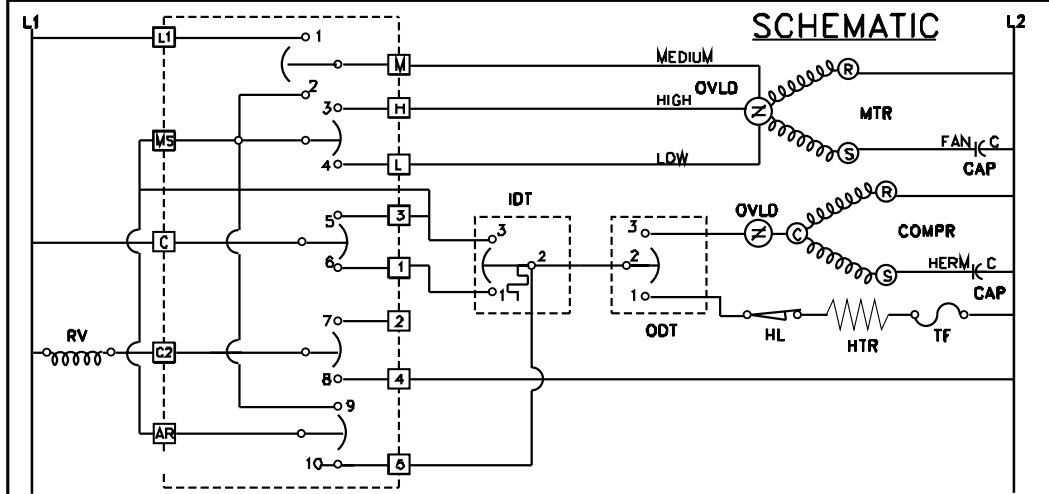 L1
SCHEMATIC
L2
L1
1
M
MEDIUM
2
OVLD
R
3
H
HIGH
MTR
MS
4
L
LOW
S
FAN
C
CAP
IDT
5
3
3
OVLD
R
C
2
3
2
C
COMPR
6
1
1
1
HERM
C
S
CAP
7
2
ODT
HL
HTR
TF
RV
C2
8
4
9
AR
10